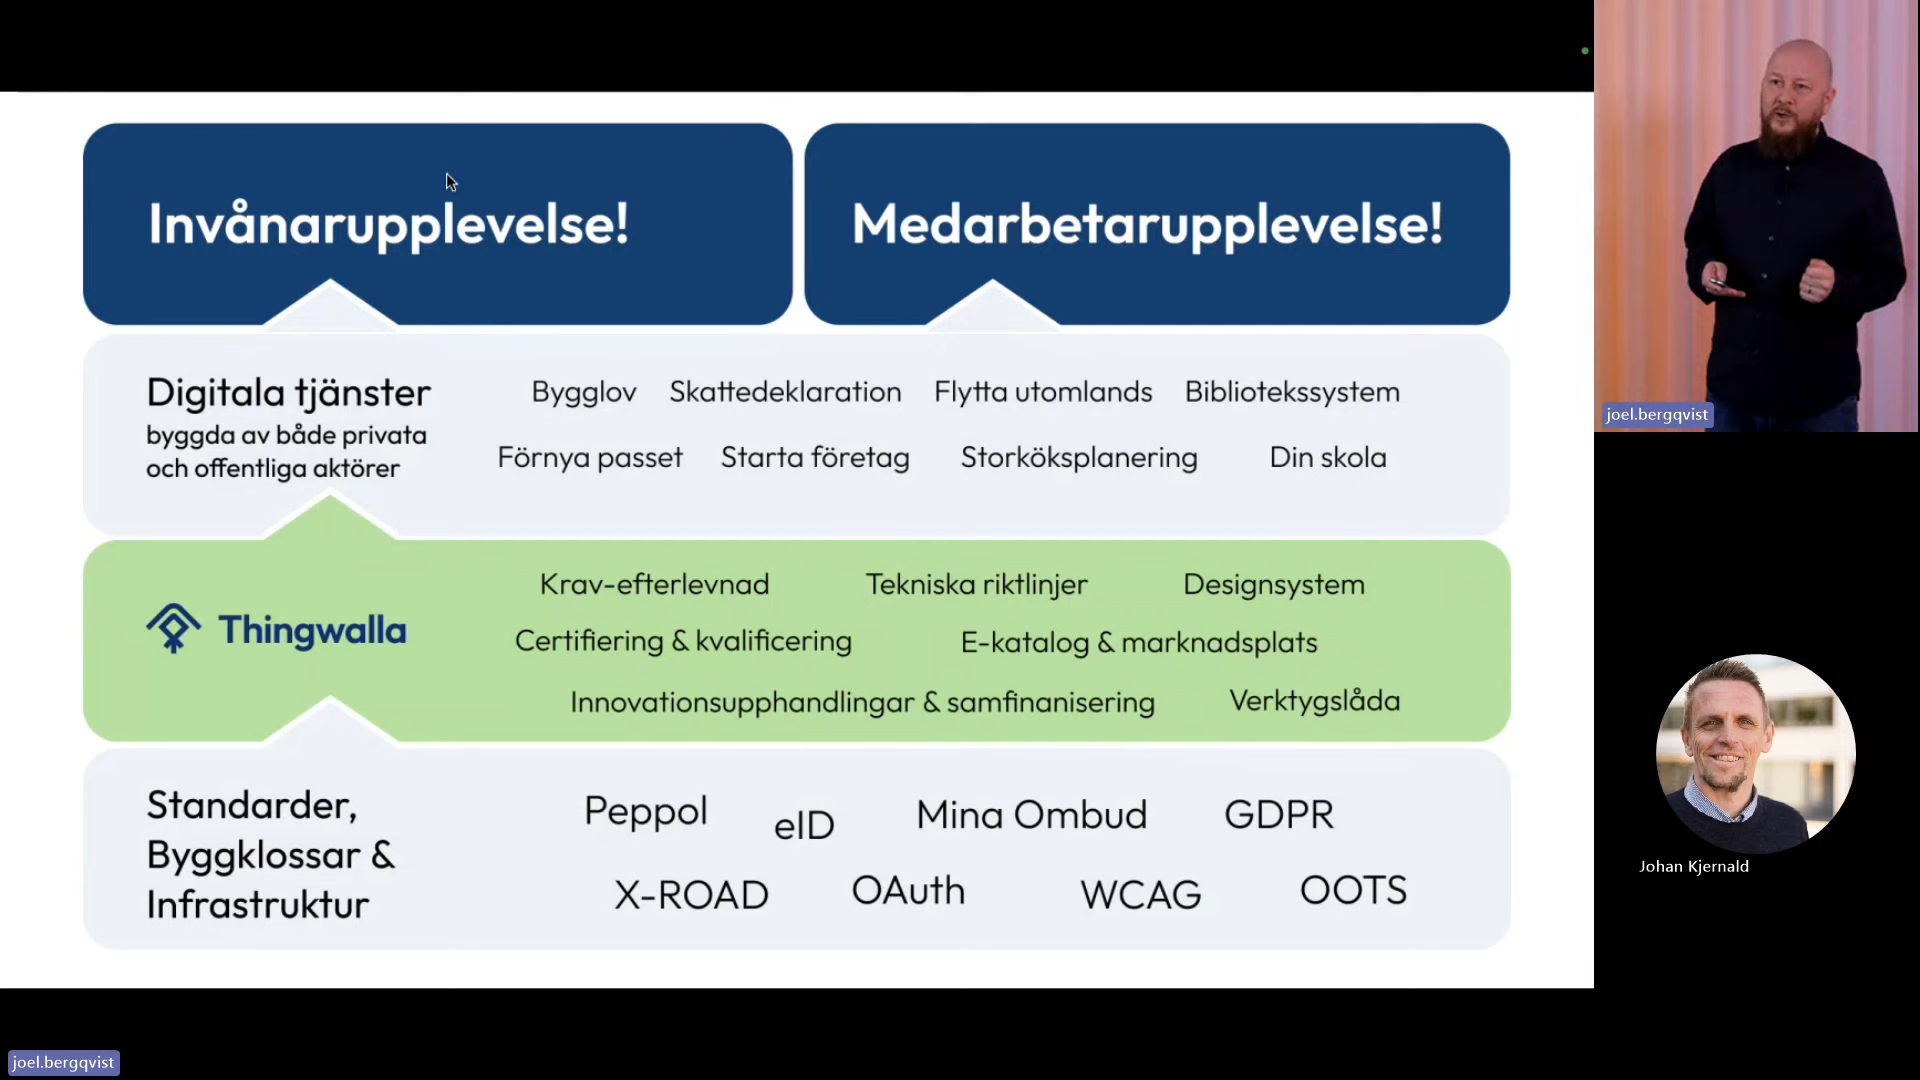 Invånarupplevelse!
Medarbetarupplevelse!
Digitala tjänster
byggda av både privata
och offentliga aktörer
Bygglov Skattedeklaration Flytta utomlands Bibliotekssystem
Förnya passet Starta företag Storköksplanering Din skola
Thingwalla
Krav-efterlevnad Tekniska riktlinjer Designsystem
Certifiering & kvalificering E-katalog & marknadsplats
Innovationsupphandlingar & samfinanisering Verktygslåda
Standarder,
Byggklossar &
Infrastruktur
Peppol eID Mina Ombud GDPR
X-ROAD OAuth WCAG OOTS
joel.bergqvist
Johan Kjernald
joel.bergqvist